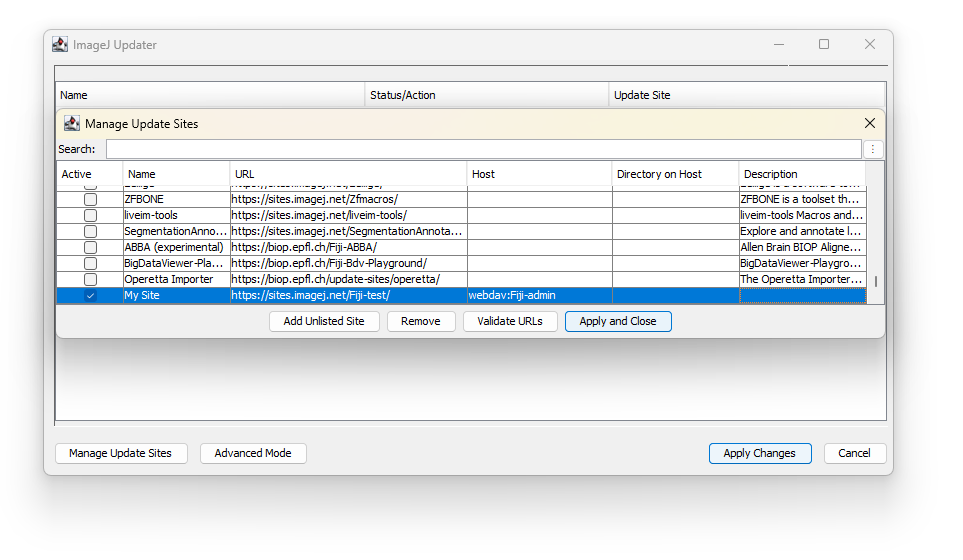 ImageJ Updater
Name Status/Action Update Site
Manage Update Sites
Search:
Active Name URL Host Directory on Host Description
ZFBONE https://sites.imagej.net/Zfmacros/ ZFBONE is a toolset th...
liveim-tools https://sites.imagej.net/liveim-tools/ liveim-tools Macros and...
SegmentationAnno... https://sites.imagej.net/SegmentationAnnota... Explore and annotate l...
ABBA (experimental) https://biop.epfl.ch/Fiji-ABBA/ Allen Brain BIOP Aligne...
BigDataViewer-Pla... https://biop.epfl.ch/Fiji-Bdv-Playground/ BigDataViewer-Playgro...
Operetta Importer https://biop.epfl.ch/update-sites/operetta/ The Operetta Importer...
My Site https://sites.imagej.net/Fiji-test/ webdav:Fiji-admin
Add Unlisted Site Remove Validate URLs Apply and Close
Manage Update Sites Advanced Mode Apply Changes Cancel